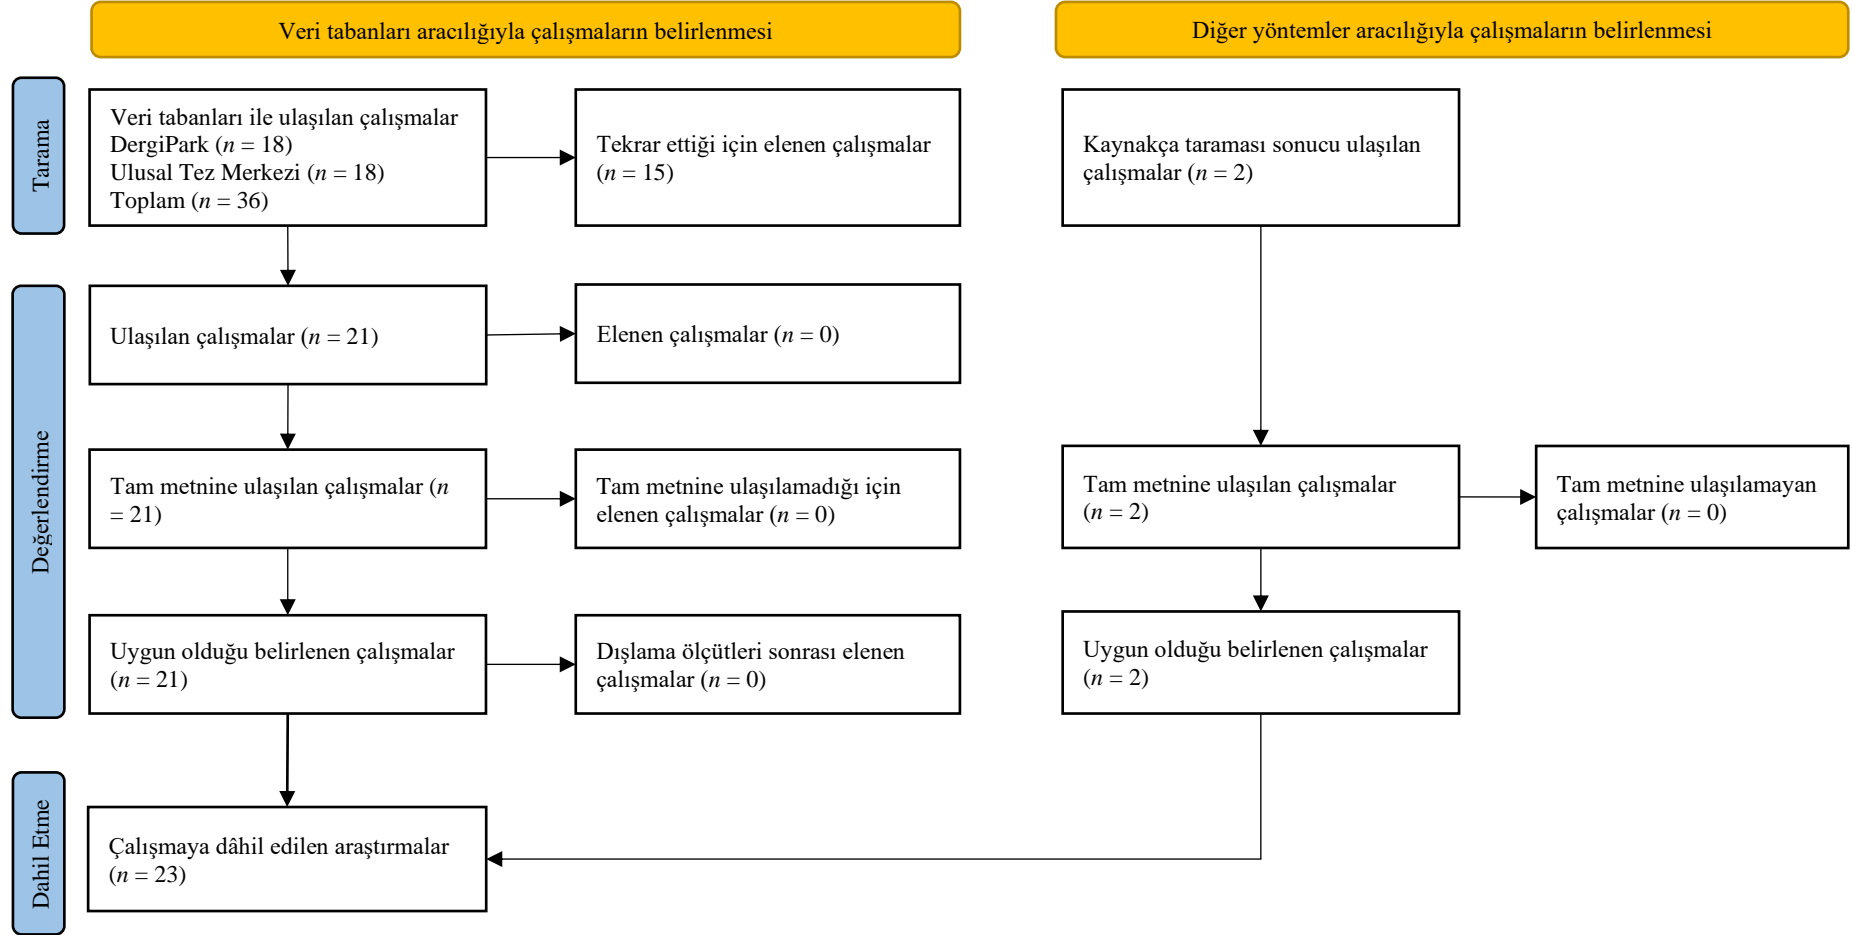 Veri tabanları aracılığıyla çalışmaların belirlenmesi
Diğer yöntemler aracılığıyla çalışmaların belirlenmesi
Tarama
Veri tabanları ile ulaşılan çalışmalar
DergiPark (n = 18)
Ulusal Tez Merkezi (n = 18)
Toplam (n = 36)
Tekrar ettiği için elenen çalışmalar
(n = 15)
Kaynakça taraması sonucu ulaşılan
çalışmalar (n = 2)
Değerlendirme
Ulaşılan çalışmalar (n = 21)
Elenen çalışmalar (n = 0)
Tam metnine ulaşılan çalışmalar (n
= 21)
Tam metnine ulaşılamadığı için
elenen çalışmalar (n = 0)
Tam metnine ulaşılan çalışmalar
(n = 2)
Tam metnine ulaşılamayan
çalışmalar (n = 0)
Uygun olduğu belirlenen çalışmalar
(n = 21)
Dışlama ölçütleri sonrası elenen
çalışmalar (n = 0)
Uygun olduğu belirlenen çalışmalar
(n = 2)
Dahil Etme
Çalışmaya dâhil edilen araştırmalar
(n = 23)